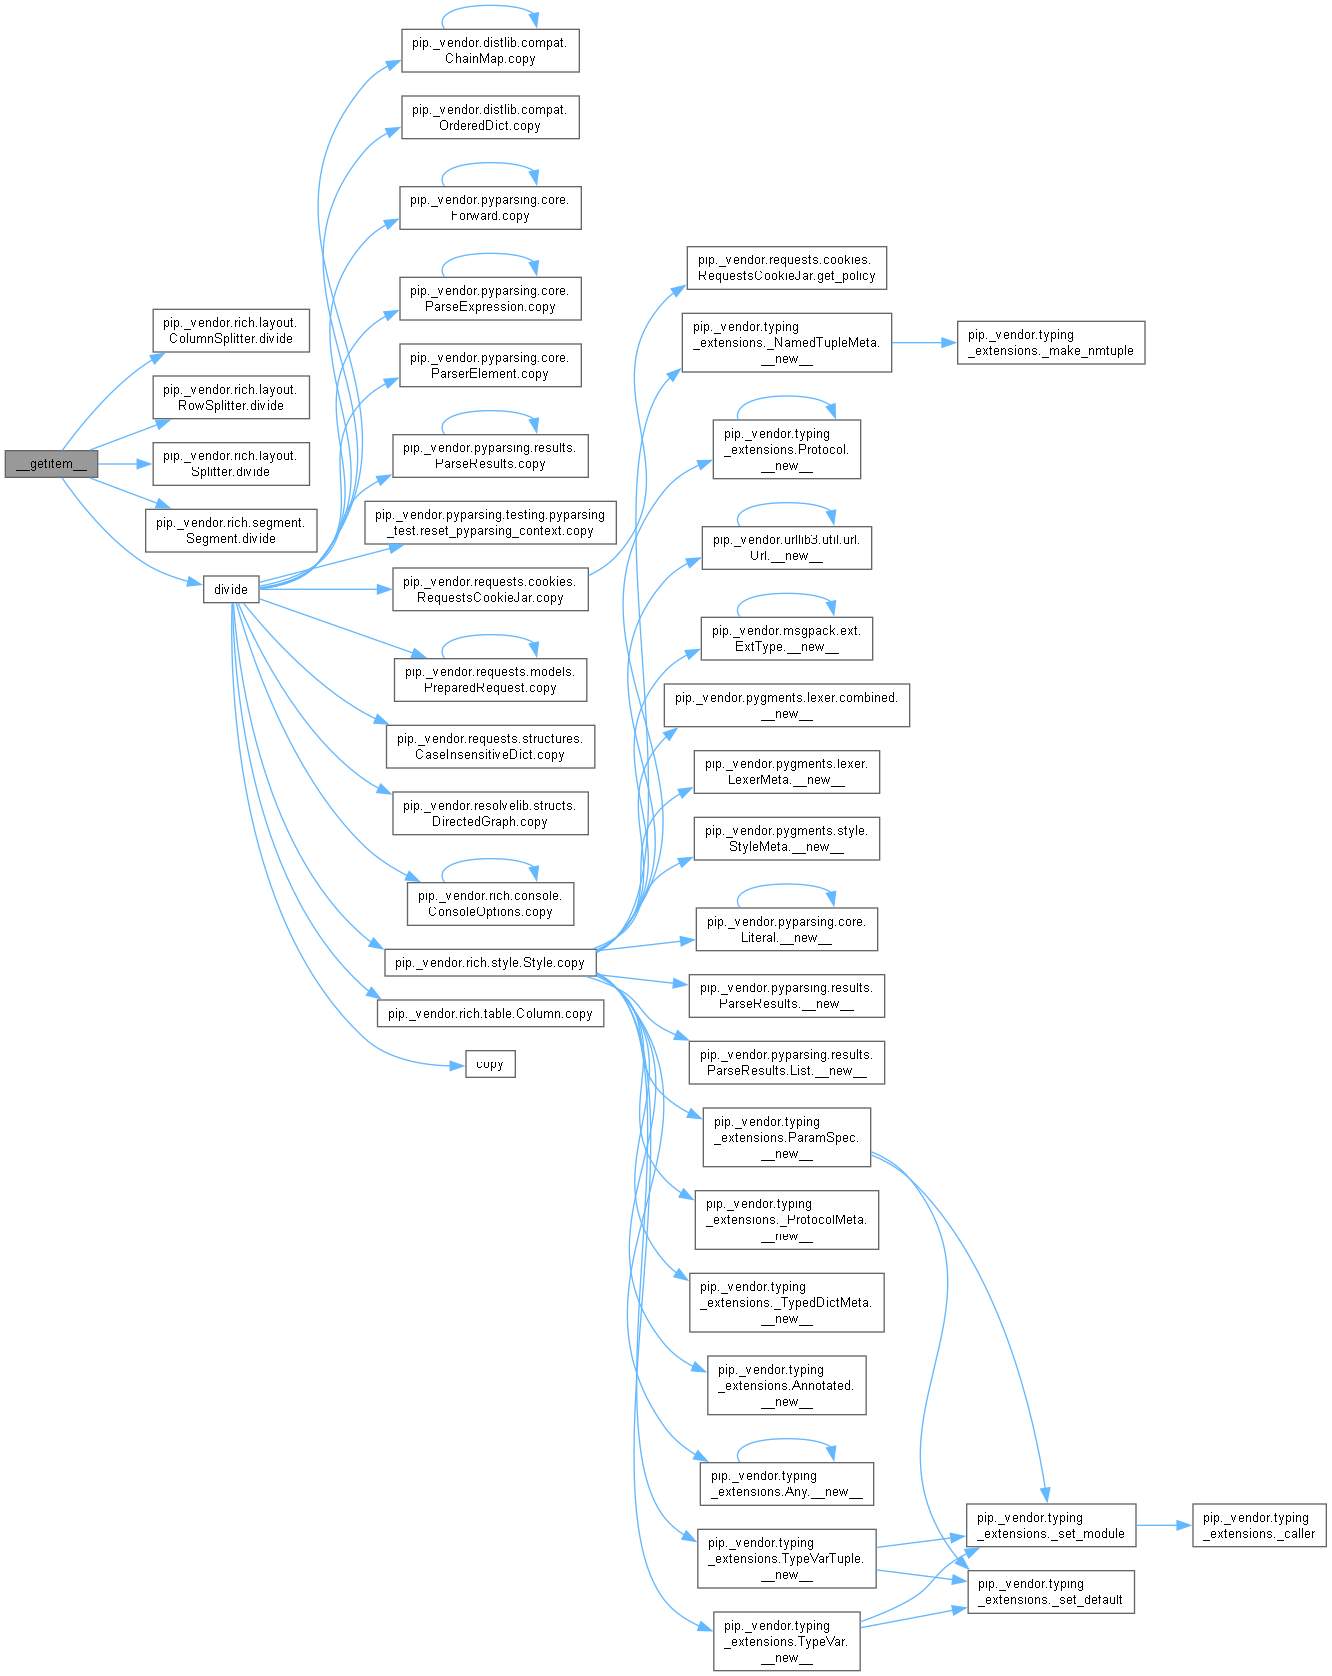 __getitem__
pip._vendor.rich.layout.
ColumnSplitter.divide
pip._vendor.rich.layout.
RowSplitter.divide
pip._vendor.rich.layout.
Splitter.divide
pip._vendor.rich.segment.
Segment.divide
divide
pip._vendor.distlib.compat.
ChainMap.copy
pip._vendor.distlib.compat.
OrderedDict.copy
pip._vendor.pyparsing.core.
Forward.copy
pip._vendor.pyparsing.core.
ParseExpression.copy
pip._vendor.pyparsing.core.
ParserElement.copy
pip._vendor.pyparsing.results.
ParseResults.copy
pip._vendor.pyparsing.testing.pyparsing
_test.reset_pyparsing_context.copy
pip._vendor.requests.cookies.
RequestsCookieJar.copy
pip._vendor.requests.models.
PreparedRequest.copy
pip._vendor.requests.structures.
CaseInsensitiveDict.copy
pip._vendor.resolvelib.structs.
DirectedGraph.copy
pip._vendor.rich.console.
ConsoleOptions.copy
pip._vendor.rich.style.Style.copy
pip._vendor.rich.table.Column.copy
copy
pip._vendor.requests.cookies.
RequestsCookieJar.get_policy
pip._vendor.typing
_extensions._NamedTupleMeta.
__new__
pip._vendor.typing
_extensions._make_nmtuple
pip._vendor.typing
_extensions.Protocol.
__new__
pip._vendor.urllib3.util.url.
Url.__new__
pip._vendor.msgpack.ext.
ExtType.__new__
pip._vendor.pygments.lexer.combined.
__new__
pip._vendor.pygments.lexer.
LexerMeta.__new__
pip._vendor.pygments.style.
StyleMeta.__new__
pip._vendor.pyparsing.core.
Literal.__new__
pip._vendor.pyparsing.results.
ParseResults.__new__
pip._vendor.pyparsing.results.
ParseResults.List.__new__
pip._vendor.typing
_extensions.ParamSpec.
__new__
pip._vendor.typing
_extensions._ProtocolMeta.
__new__
pip._vendor.typing
_extensions._TypedDictMeta.
__new__
pip._vendor.typing
_extensions.Annotated.
__new__
pip._vendor.typing
_extensions.Any.__new__
pip._vendor.typing
_extensions.TypeVarTuple.
__new__
pip._vendor.typing
_extensions.TypeVar.
__new__
pip._vendor.typing
_extensions._set_module
pip._vendor.typing
_extensions._set_default
pip._vendor.typing
_extensions._caller